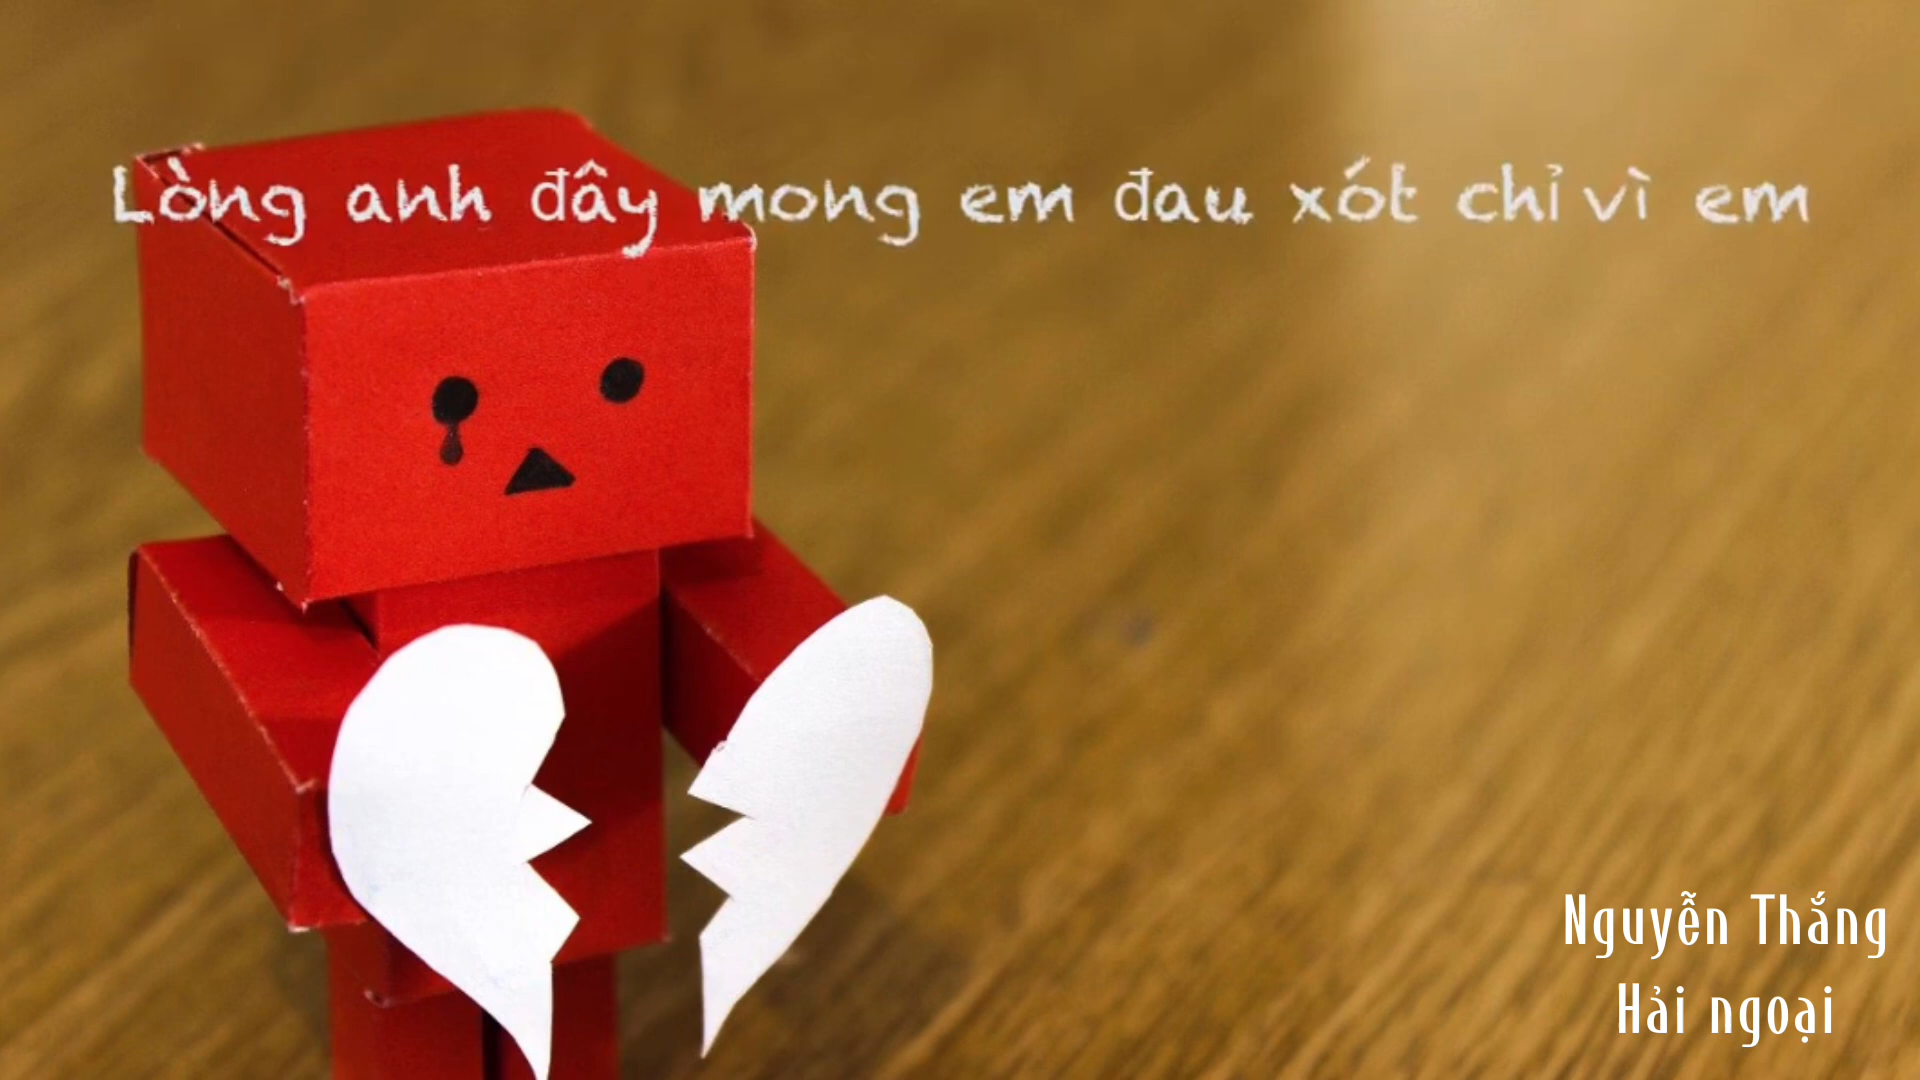 Lòng anh đây mong em đau xót chỉ vì em
Nguyễn Thắng
Hải ngoại